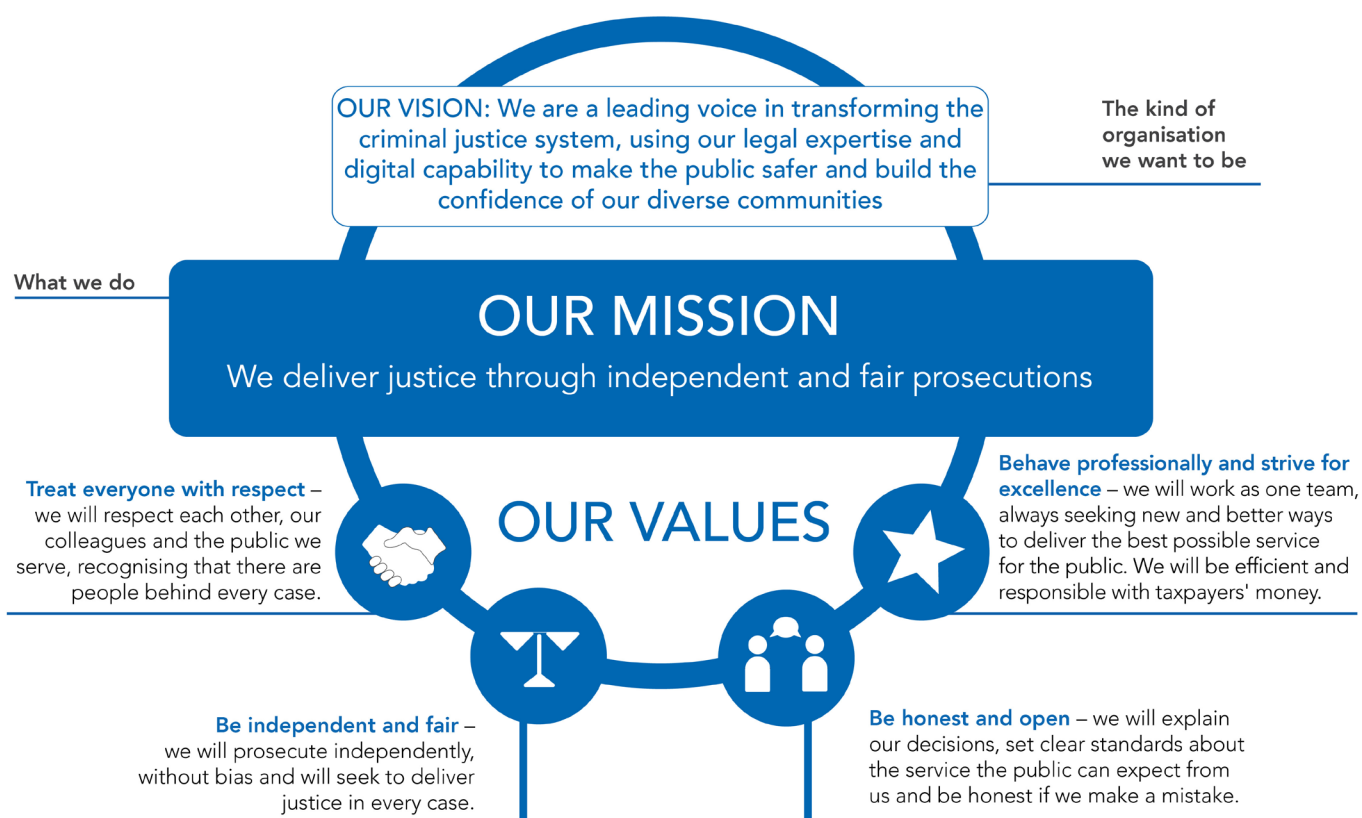 OUR VISION: We are a leading voice in transforming the
criminal justice system, using our legal expertise and
digital capability to make the public safer and build the
confidence of our diverse communities
The kind of
organisation
we want to be
What we do
OUR MISSION
We deliver justice through independent and fair prosecutions
OUR VALUES
Treat everyone with respect –
we will respect each other, our
colleagues and the public we
serve, recognising that there are
people behind every case.
Behave professionally and strive for
excellence – we will work as one team,
always seeking new and better ways
to deliver the best possible service
for the public. We will be efficient and
responsible with taxpayers' money.
Be independent and fair –
we will prosecute independently,
without bias and will seek to deliver
justice in every case.
Be honest and open – we will explain
our decisions, set clear standards about
the service the public can expect from
us and be honest if we make a mistake.